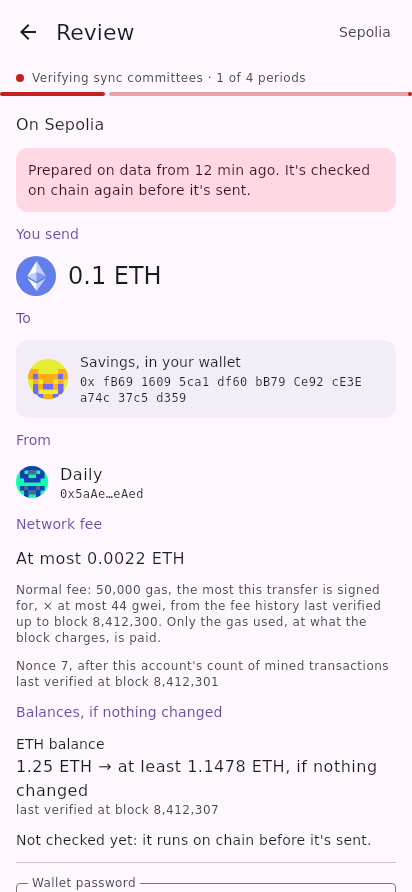 Review
Sepolia
Verifying sync committees · 1 of 4 periods
On Sepolia
Prepared on data from 12 min ago. It's checked
on chain again before it's sent.
You send
0.1 ETH
To
Savings, in your wallet
0x fB69 1609 5ca1 df60 bB79 Ce92 cE3E
a74c 37c5 d359
From
Daily
0x5aAe…eAed
Network fee
At most 0.0022 ETH
Normal fee: 50,000 gas, the most this transfer is signed
for, × at most 44 gwei, from the fee history last verified
up to block 8,412,300. Only the gas used, at what the
block charges, is paid.
Nonce 7, after this account's count of mined transactions
last verified at block 8,412,301
Balances, if nothing changed
ETH balance
1.25 ETH → at least 1.1478 ETH, if nothing
changed
last verified at block 8,412,307
Not checked yet: it runs on chain before it's sent.
Wallet password